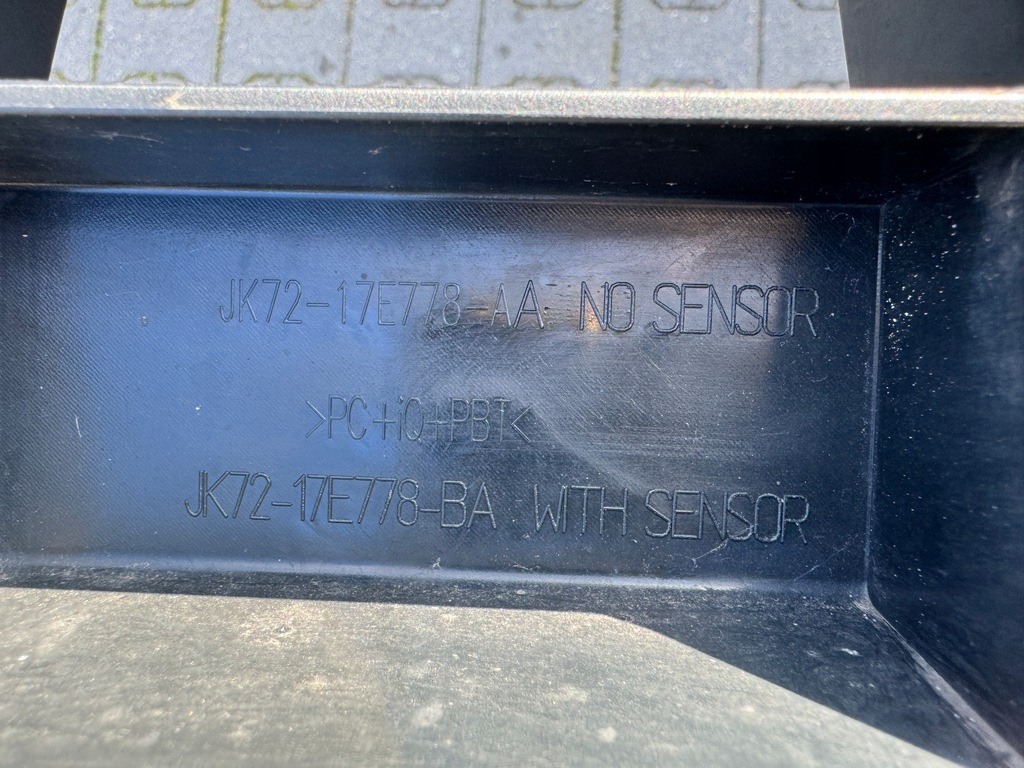 JK72-17E778-AA NO SENSOR
>PC+iQ+PBT<
JK72-17E778-BA WITH SENSOR